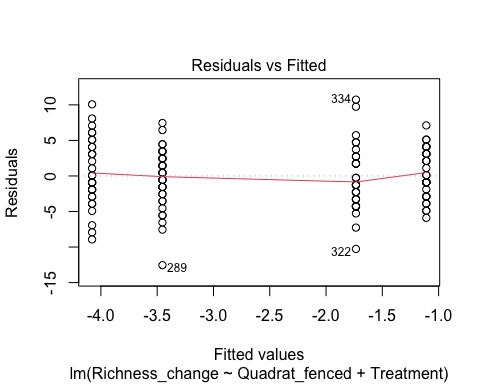 Residuals vs Fitted
Residuals
10
5
0
-5
-15
334
322
289
-4.0 -3.5 -3.0 -2.5 -2.0 -1.5 -1.0
Fitted values
lm(Richness_change ~ Quadrat_fenced + Treatment)